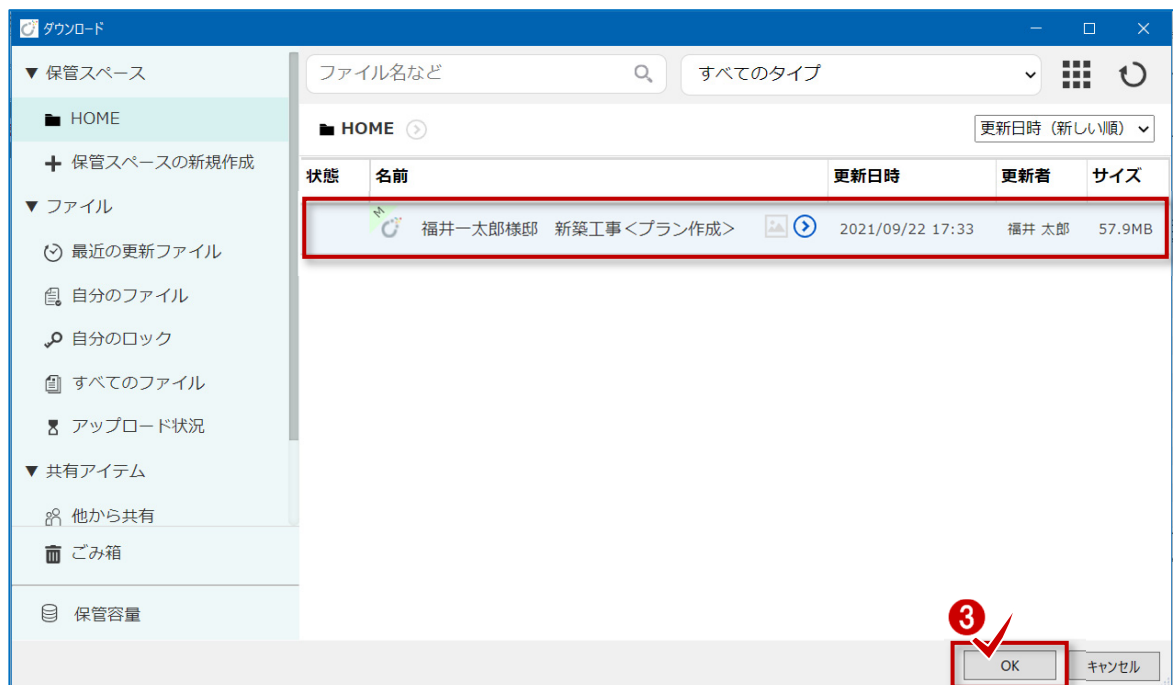 ダウンロード
▼ 保管スペース
HOME
保管スペースの新規作成
▼ ファイル
最近の更新ファイル
自分のファイル
自分のロック
すべてのファイル
アップロード状況
▼ 共有アイテム
他から共有
ごみ箱
保管容量
ファイル名など
すべてのタイプ
HOME
更新日時（新しい順）
状態 名前 更新日時 更新者 サイズ
M 福井一太郎様邸 新築工事＜プラン作成＞ 2021/09/22 17:33 福井 太郎 57.9MB
3
OK キャンセル